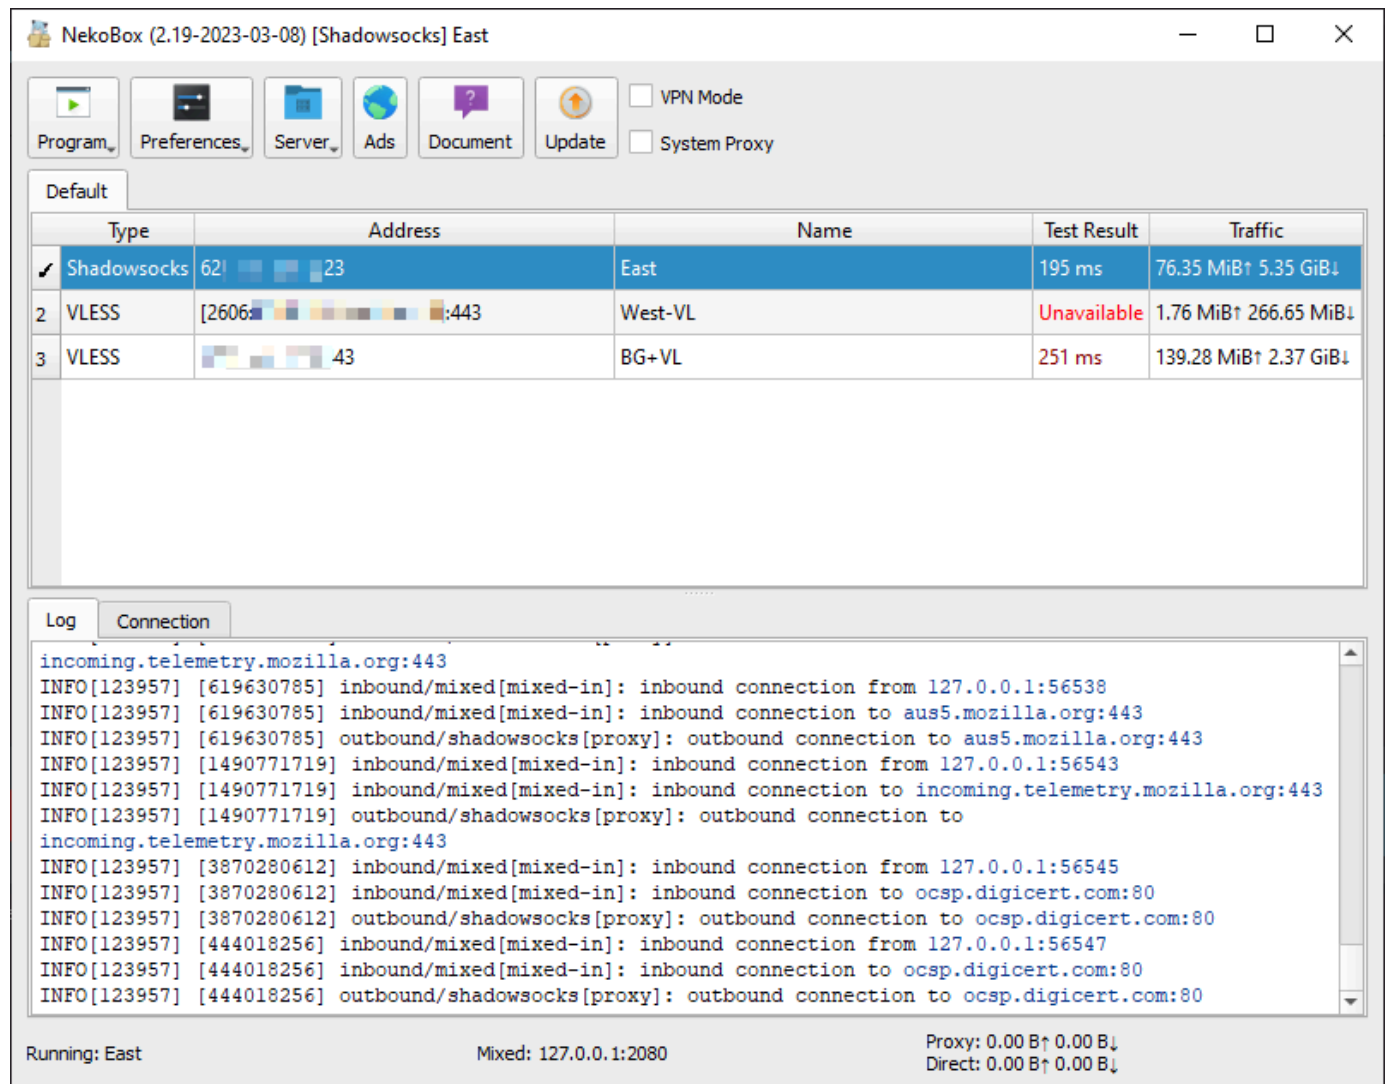 NekoBox (2.19-2023-03-08) [Shadowsocks] East
Program
Preferences
Server
Ads
Document
Update
VPN Mode
System Proxy
Default
Type Address Name Test Result Traffic
✓ Shadowsocks 62 23 East 195 ms 76.35 MiB↑ 5.35 GiB↓
2 VLESS [2606: :443 West-VL Unavailable 1.76 MiB↑ 266.65 MiB↓
3 VLESS 43 BG+VL 251 ms 139.28 MiB↑ 2.37 GiB↓
Log Connection
incoming.telemetry.mozilla.org:443
INFO[123957] [619630785] inbound/mixed[mixed-in]: inbound connection from 127.0.0.1:56538
INFO[123957] [619630785] inbound/mixed[mixed-in]: inbound connection to aus5.mozilla.org:443
INFO[123957] [619630785] outbound/shadowsocks[proxy]: outbound connection to aus5.mozilla.org:443
INFO[123957] [1490771719] inbound/mixed[mixed-in]: inbound connection from 127.0.0.1:56543
INFO[123957] [1490771719] inbound/mixed[mixed-in]: inbound connection to incoming.telemetry.mozilla.org:443
INFO[123957] [1490771719] outbound/shadowsocks[proxy]: outbound connection to
incoming.telemetry.mozilla.org:443
INFO[123957] [3870280612] inbound/mixed[mixed-in]: inbound connection from 127.0.0.1:56545
INFO[123957] [3870280612] inbound/mixed[mixed-in]: inbound connection to ocsp.digicert.com:80
INFO[123957] [3870280612] outbound/shadowsocks[proxy]: outbound connection to ocsp.digicert.com:80
INFO[123957] [444018256] inbound/mixed[mixed-in]: inbound connection from 127.0.0.1:56547
INFO[123957] [444018256] inbound/mixed[mixed-in]: inbound connection to ocsp.digicert.com:80
INFO[123957] [444018256] outbound/shadowsocks[proxy]: outbound connection to ocsp.digicert.com:80
Running: East
Mixed: 127.0.0.1:2080
Proxy: 0.00 B↑ 0.00 B↓
Direct: 0.00 B↑ 0.00 B↓